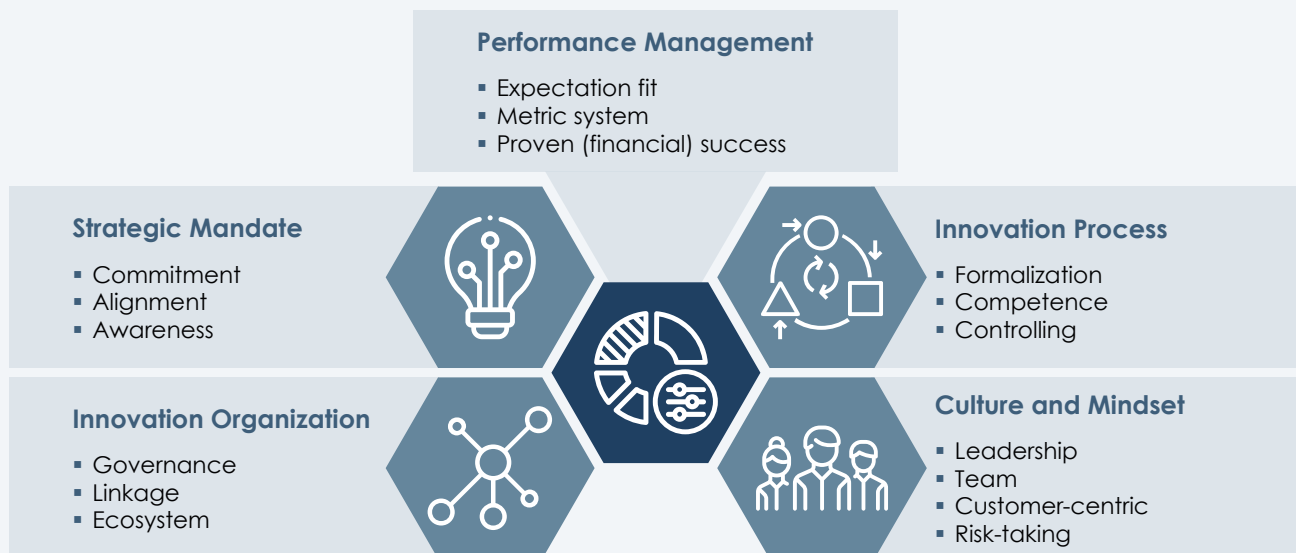 Performance Management
▪ Expectation fit
▪ Metric system
▪ Proven (financial) success
Strategic Mandate
▪ Commitment
▪ Alignment
▪ Awareness
Innovation Process
▪ Formalization
▪ Competence
▪ Controlling
Innovation Organization
▪ Governance
▪ Linkage
▪ Ecosystem
Culture and Mindset
▪ Leadership
▪ Team
▪ Customer-centric
▪ Risk-taking